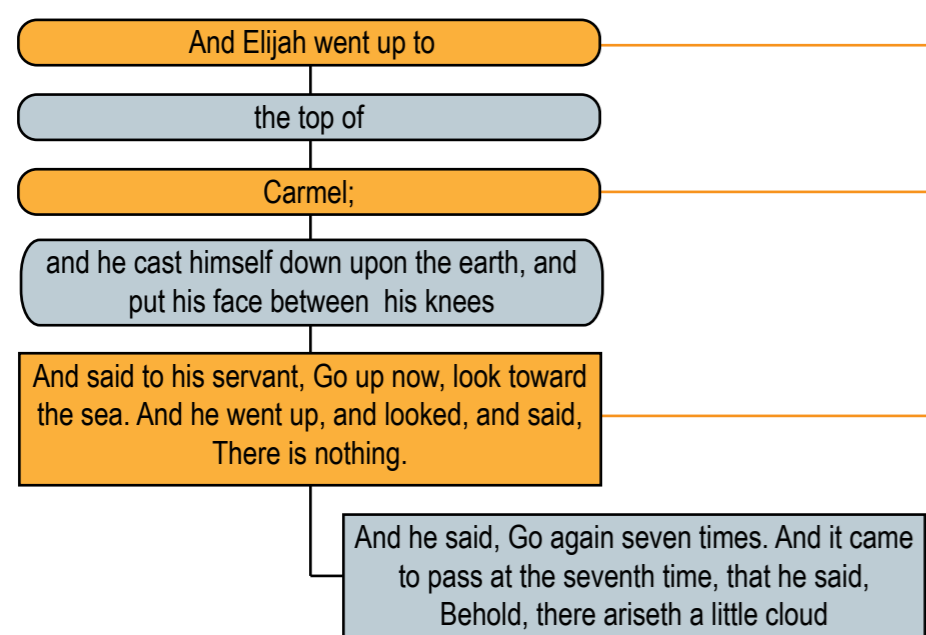 And Elijah went up to
the top of
Carmel;
and he cast himself down upon the earth, and
put his face between his knees
And said to his servant, Go up now, look toward
the sea. And he went up, and looked, and said,
There is nothing.
And he said, Go again seven times. And it came
to pass at the seventh time, that he said,
Behold, there ariseth a little cloud